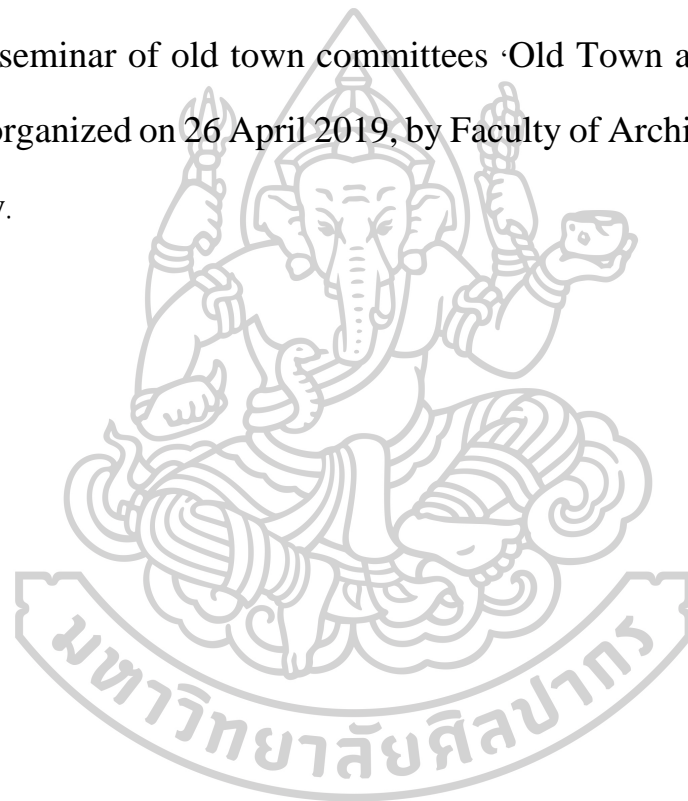 seminar of old town committees ‘Old Town a
organized on 26 April 2019, by Faculty of Archi
.
มหาวิทยาลัยศิลปากร